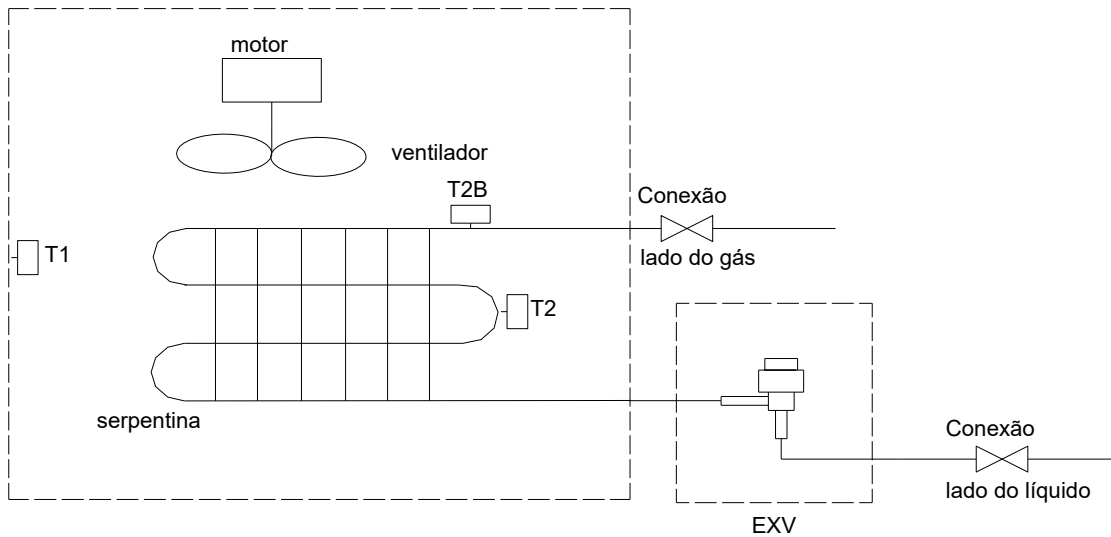 motor
ventilador
T2B
Conexão
lado do gás
T1
T2
serpentina
Conexão
lado do líquido
EXV